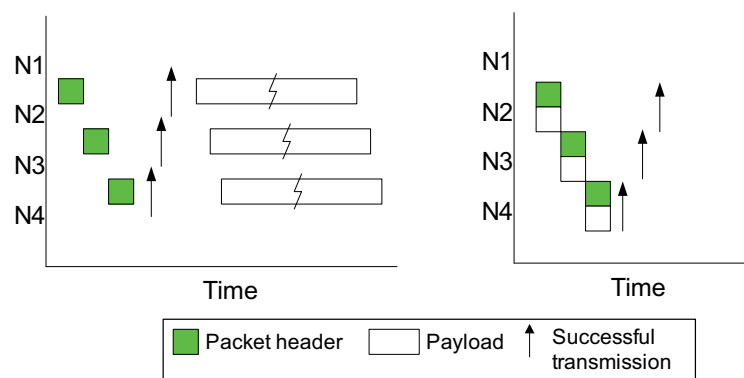 N1
N2
N3
N4
Time
N1
N2
N3
N4
Time
Packet header
Payload
Successful
transmission